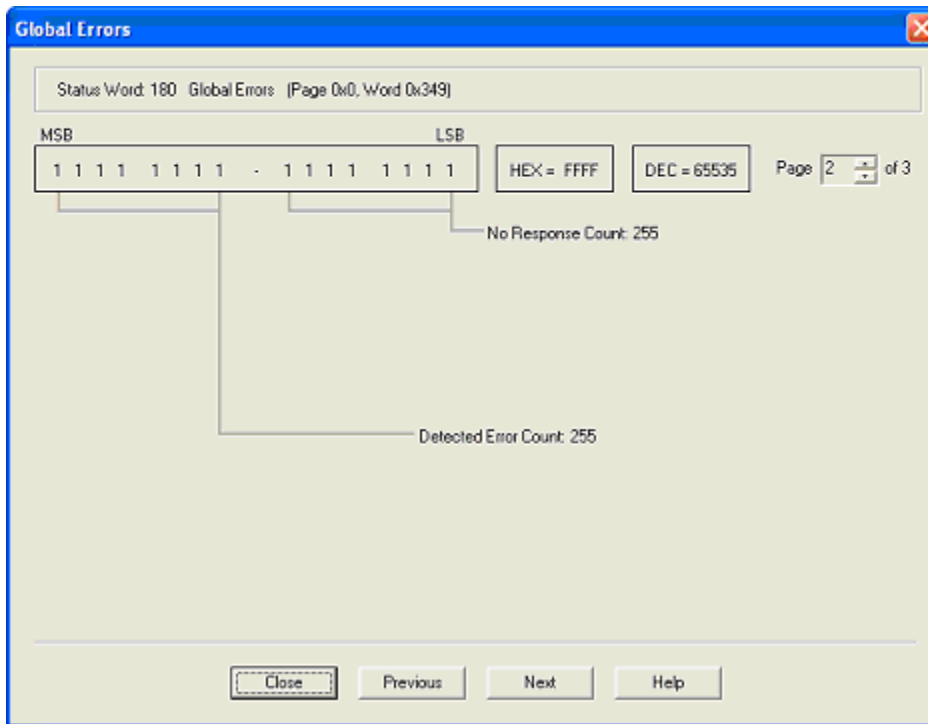 Global Errors
Status Word: 180 Global Errors (Page 0x0, Word 0x349)
MSB LSB
1 1 1 1 1 1 1 1 - 1 1 1 1 1 1 1 1 HEX = FFFF DEC = 65535 Page 2 of 3
No Response Count: 255
Detected Error Count: 255
Close Previous Next Help